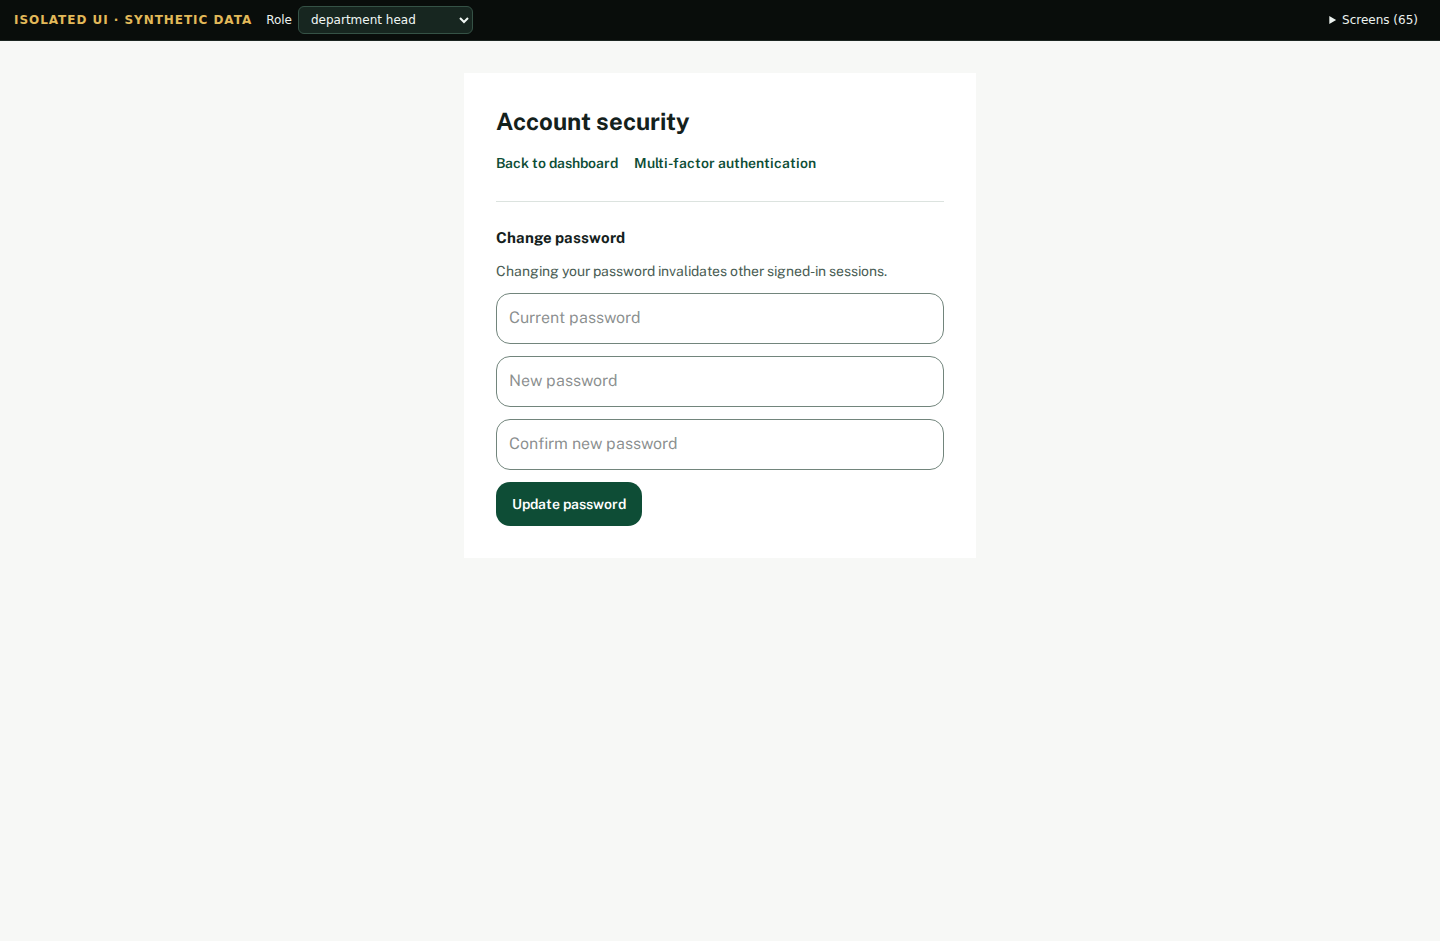 ISOLATED UI · SYNTHETIC DATA Role department head ▶ Screens (65)
Account security
Back to dashboard Multi-factor authentication
Change password
Changing your password invalidates other signed-in sessions.
Current password
New password
Confirm new password
Update password